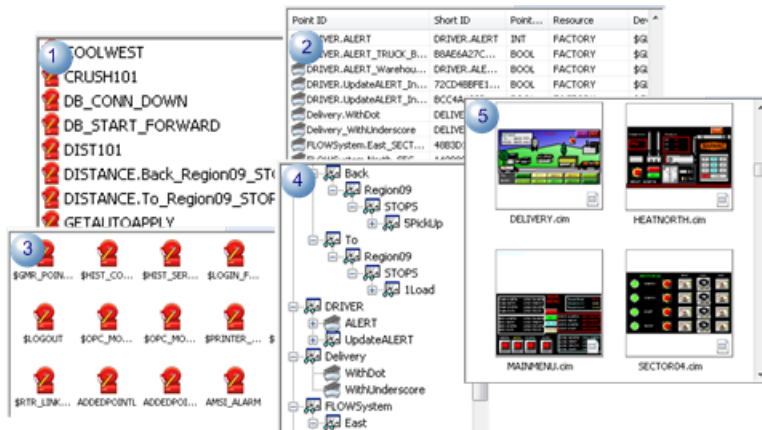 1
COOLWEST
CRUSH101
DB_CONN_DOWN
DB_START_FORWARD
DIST101
DISTANCE.Back_Region09_STO
DISTANCE.To_Region09_STOP
GETAUTOAPPLY
2
Point ID Short ID Point... Resource
DRIVER.ALERT DRIVER.ALERT INT FACTORY
DRIVER.ALERT_TRUCK_B... B8AE6A27C... BOOL FACTORY
DRIVER.ALERT_Warehou... DRIVER.ALE... BOOL FACTORY
DRIVER.UpdateALERT_In... 72CD4BBFE1... BOOL FACTORY
DRIVER.UpdateALERT_In...
Delivery.WithDot
Delivery_WithUnderscore
FLOWSystem.East_SECT...
3
$GMR_POIN... $HIST_CO... $HIST_SER... $LOGIN_F...
$LOGOUT $OPC_MO... $OPC_MO... $PRINTER_...
$RTR_LINK... ADDEDPOINTL ADDEDPOI... AMSI_ALARM
4
Back
Region09
STOPS
5PickUp
To
Region09
STOPS
1Load
DRIVER
ALERT
UpdateALERT
Delivery
WithDot
WithUnderscore
FLOWSystem
East
5
DELIVERY.cim HEATNORTH.cim
MAINMENU.cim SECTOR04.cim